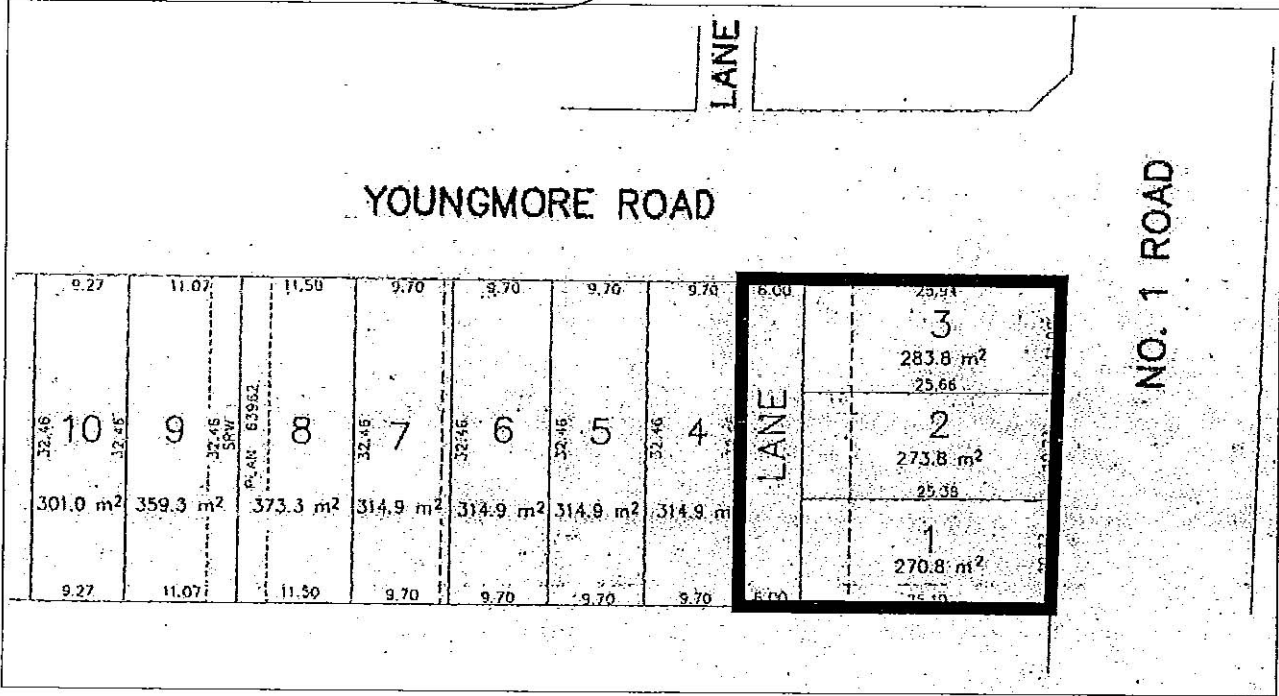 LANE
YOUNGMORE ROAD
NO. 1 ROAD
9.27 11.07 11.50 9.70 9.70 9.70 9.70 6.00 25.94
3
283.8 m²
25.66
32.46 10 32.46 9 32.46 SRW PLAN 63962 8 32.46 7 32.46 6 32.46 5 32.46 4 LANE
2
273.8 m²
25.38
301.0 m² 359.3 m² 373.3 m² 314.9 m² 314.9 m² 314.9 m² 314.9 m
1
270.8 m²
9.27 11.07 11.50 9.70 9.70 9.70 9.70 6.00